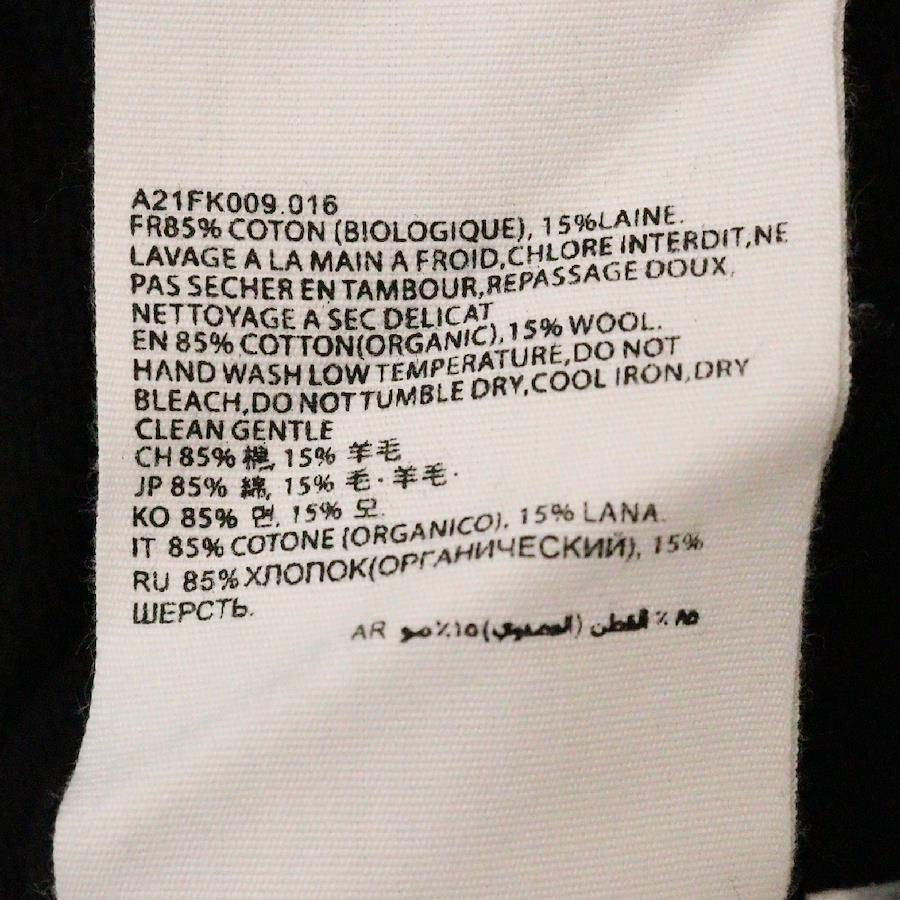 A21FK009.016
FR85% COTON (BIOLOGIQUE), 15%LAINE.
LAVAGE A LA MAIN A FROID,CHLORE INTERDIT,NE
PAS SECHER EN TAMBOUR,REPASSAGE DOUX,
NETTOYAGE A SEC DELICAT
EN 85% COTTON(ORGANIC),15% WOOL.
HAND WASH LOW TEMPERATURE,DO NOT
BLEACH,DO NOT TUMBLE DRY,COOL IRON,DRY
CLEAN GENTLE
CH 85% 棉, 15% 羊毛
JP 85% 綿, 15% 毛·羊毛.
KO 85% 면, 15% 모.
IT 85% COTONE (ORGANICO), 15% LANA.
RU 85% ХЛОПОК(ОРГАНИЧЕСКИЙ), 15%
ШЕРСТЬ.
AR ٨٥٪ القطن (العضوي)١٥٪